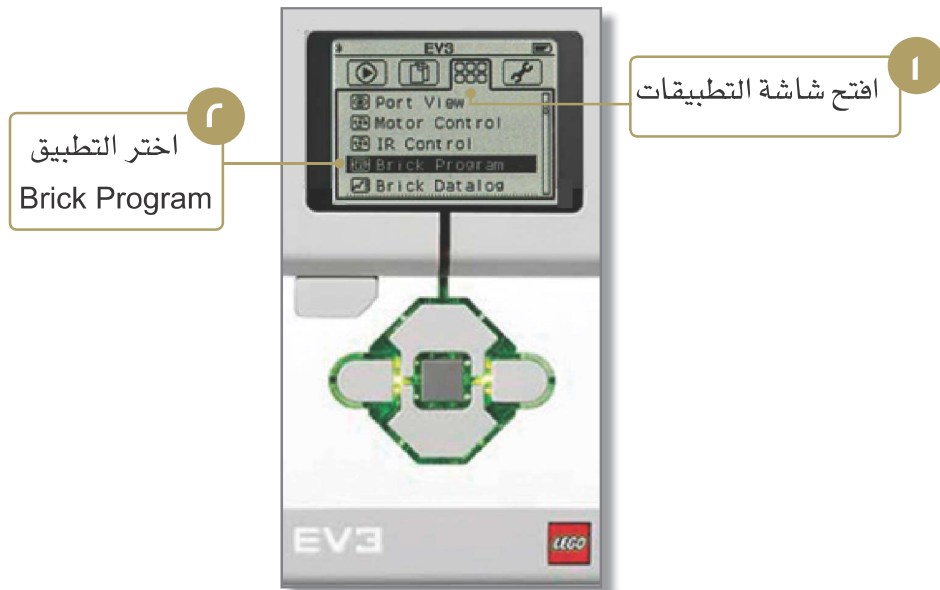 ١
افتح شاشة التطبيقات
٢
اختر التطبيق
Brick Program
EV3
Port View
Motor Control
IR Control
Brick Program
Brick Datalog
EV3
LEGO